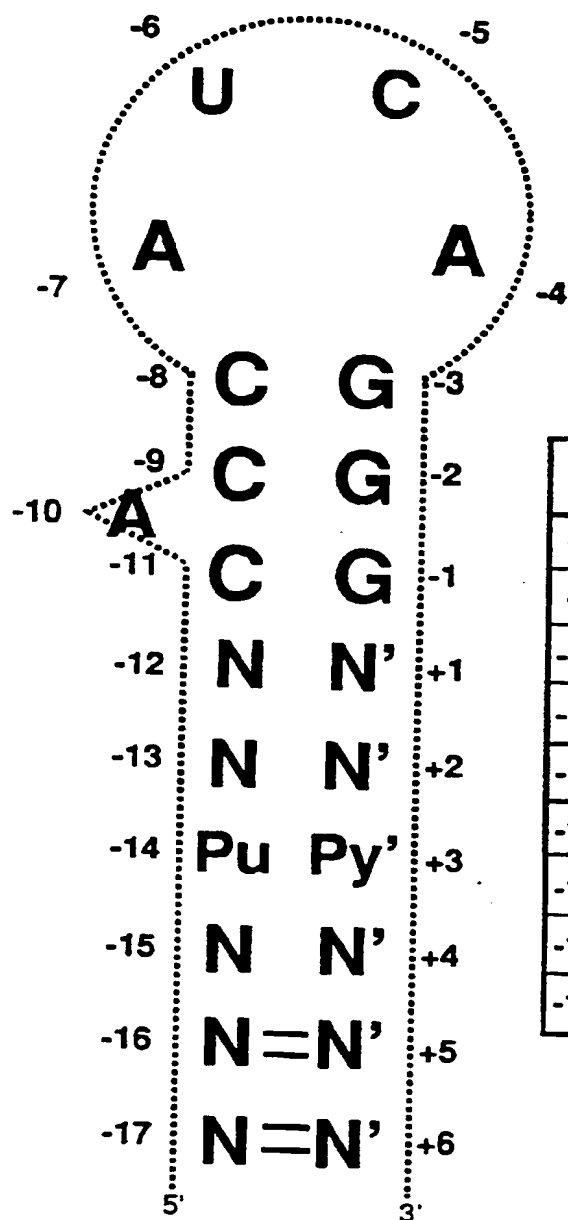 -6 -5
U C
A A
-7 -4
-8 C G -3
-9 C G -2
-10 A
-11 C G -1
-12 N N' +1
-13 N N' +2
-14 Pu Py' +3
-15 N N' +4
-16 N N' +5
-17 N N' +6
5' 3'